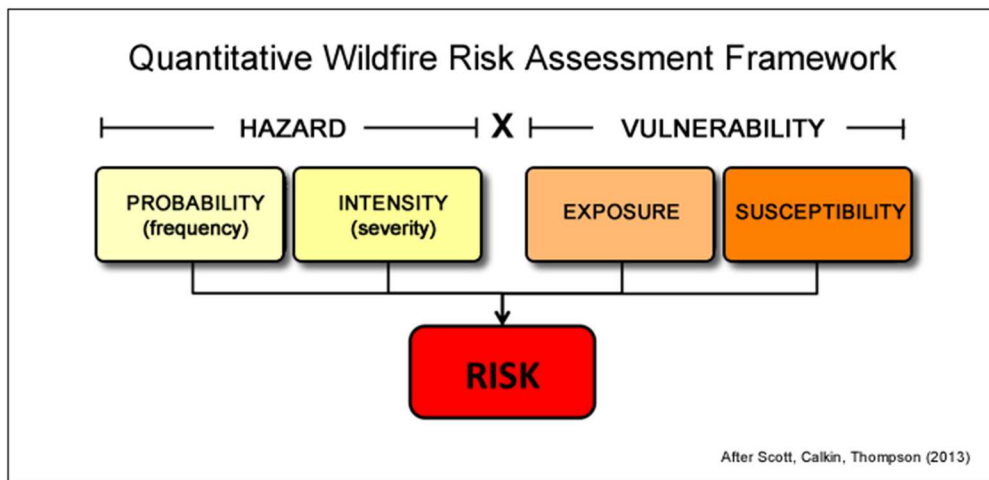 Quantitative Wildfire Risk Assessment Framework
HAZARD X VULNERABILITY
PROBABILITY
(frequency)
INTENSITY
(severity)
EXPOSURE
SUSCEPTIBILITY
RISK
After Scott, Calkin, Thompson (2013)